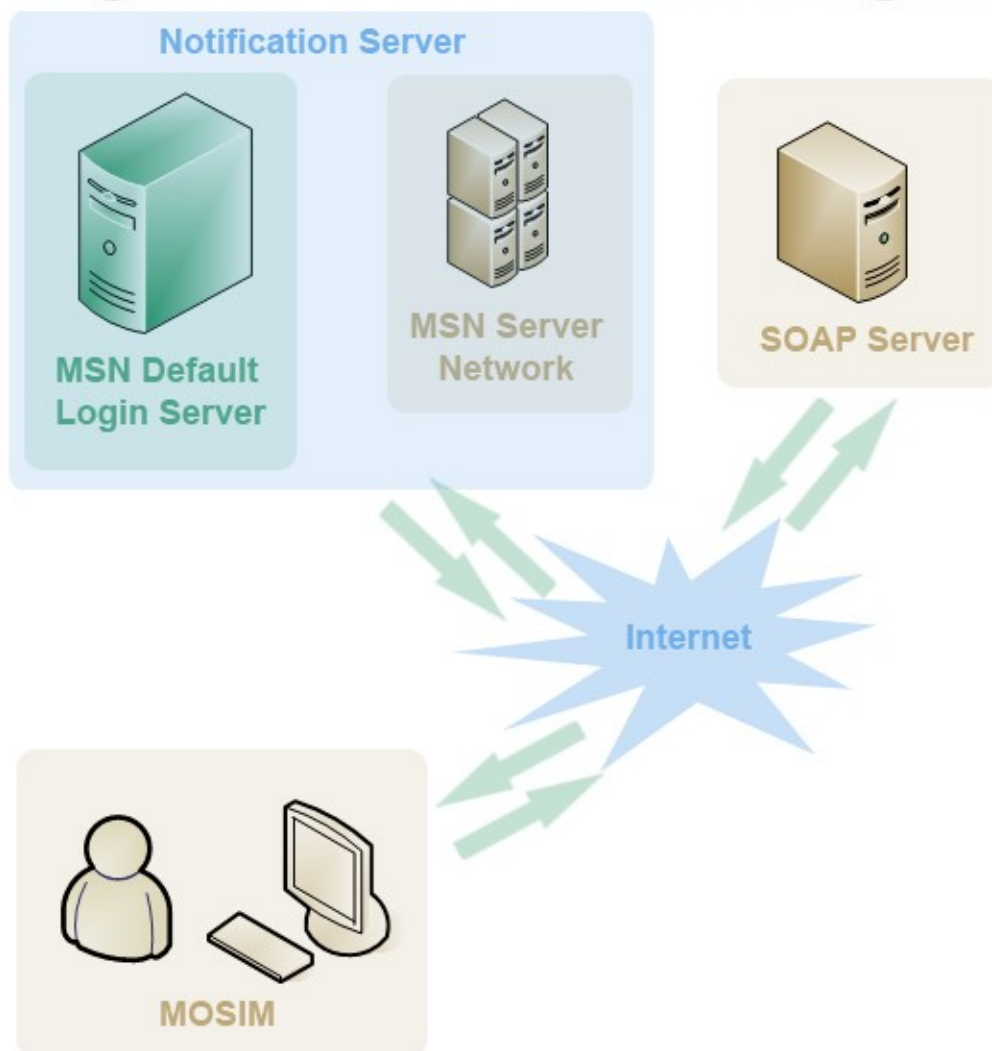 Notification Server
MSN Default
Login Server
MSN Server
Network
SOAP Server
Internet
MOSIM